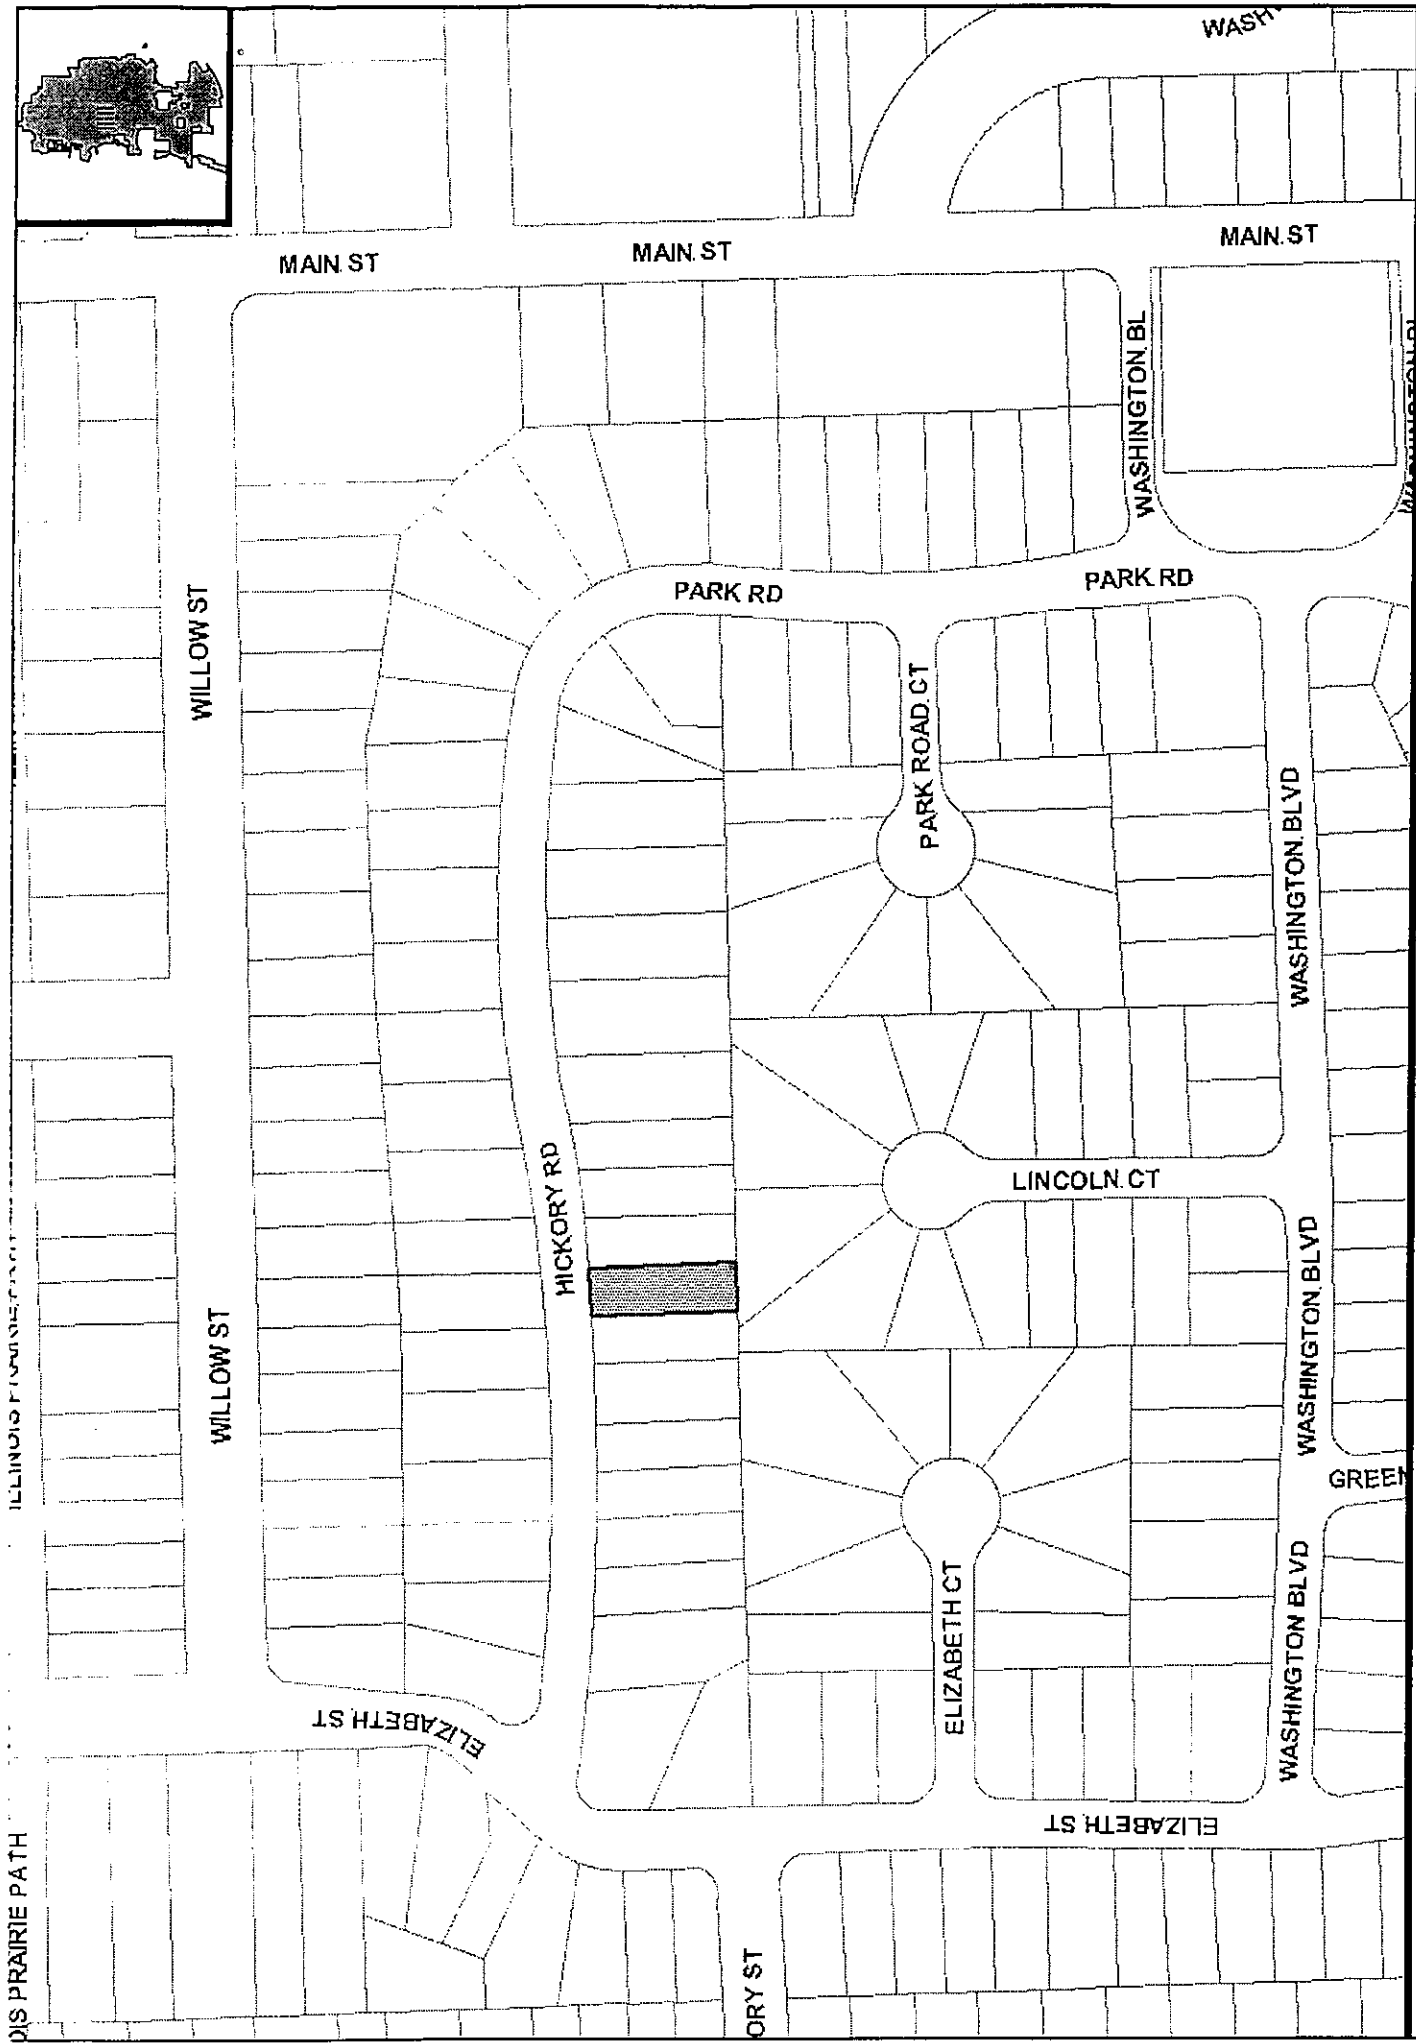 MAIN ST
MAIN ST
MAIN ST
WASHINGTON BL
WILLOW ST
PARK RD
PARK RD
PARK ROAD CT
WASHINGTON BLVD
HICKORY RD
LINCOLN CT
WILLOW ST
WASHINGTON BLVD
GREEN
ELIZABETH CT
WASHINGTON BLVD
ELIZABETH ST
ELIZABETH ST
OIS PRAIRIE PATH
ORY ST